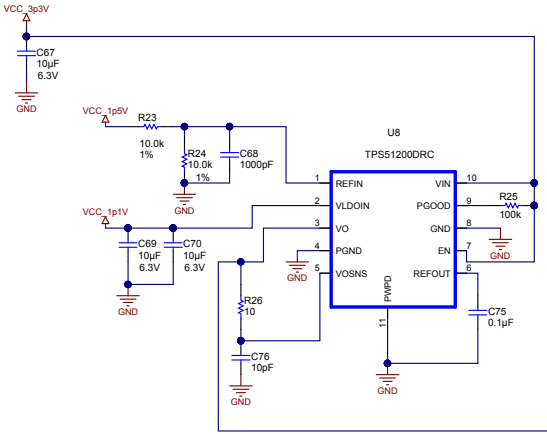 VCC_3p3V
C67
10µF
6.3V
GND
VCC_1p5V
R23
10.0k
1%
R24
10.0k
1%
C68
1000pF
GND
U8
TPS51200DRC
1 REFIN
2 VLDOIN
3 VO
4 PGND
5 VOSNS
VIN 10
PGOOD 9
GND 8
EN 7
REFOUT 6
PWPD
11
R25
100k
GND
VCC_1p1V
C69
10µF
6.3V
C70
10µF
6.3V
GND
GND
R26
10
C76
10pF
GND
C75
0.1µF
GND